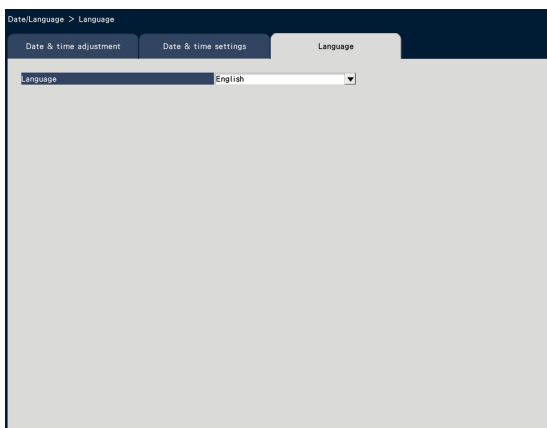 Date/Language > Language
Date & time adjustment Date & time settings Language
Language English